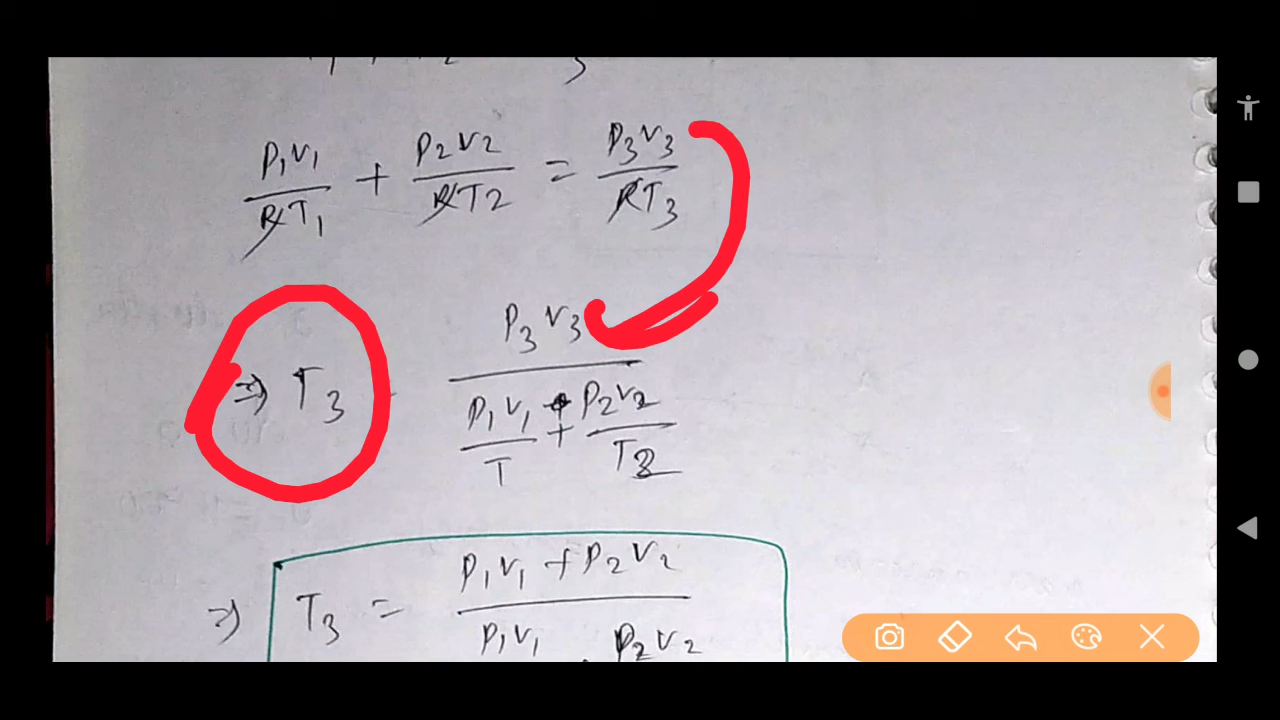 P₁V₁/RT₁ + P₂V₂/RT2 = P₃V₃/RT₃
⇒ T₃ P₃V₃ / (P₁V₁/T + P₂V₂/T2)
⇒ T₃ = P₁V₁ + P₂V₂ / P₁V₁ P₂V₂